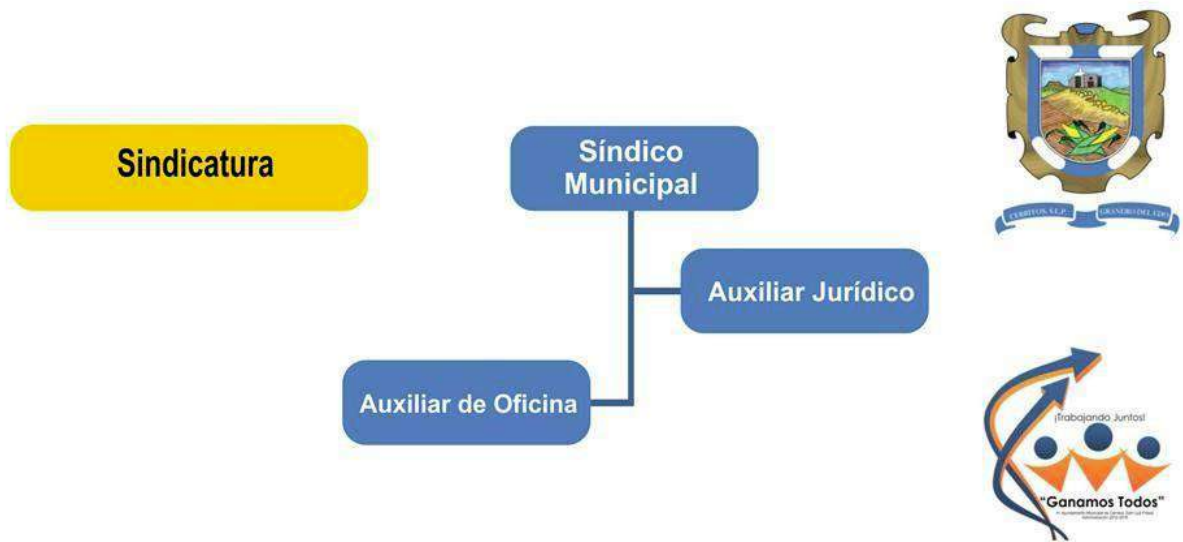 Sindicatura
Síndico
Municipal
Auxiliar Jurídico
Auxiliar de Oficina
CERRITOS, S.L.P.
GRANERO DEL EDO
¡Trabajando Juntos!
"Ganamos Todos"